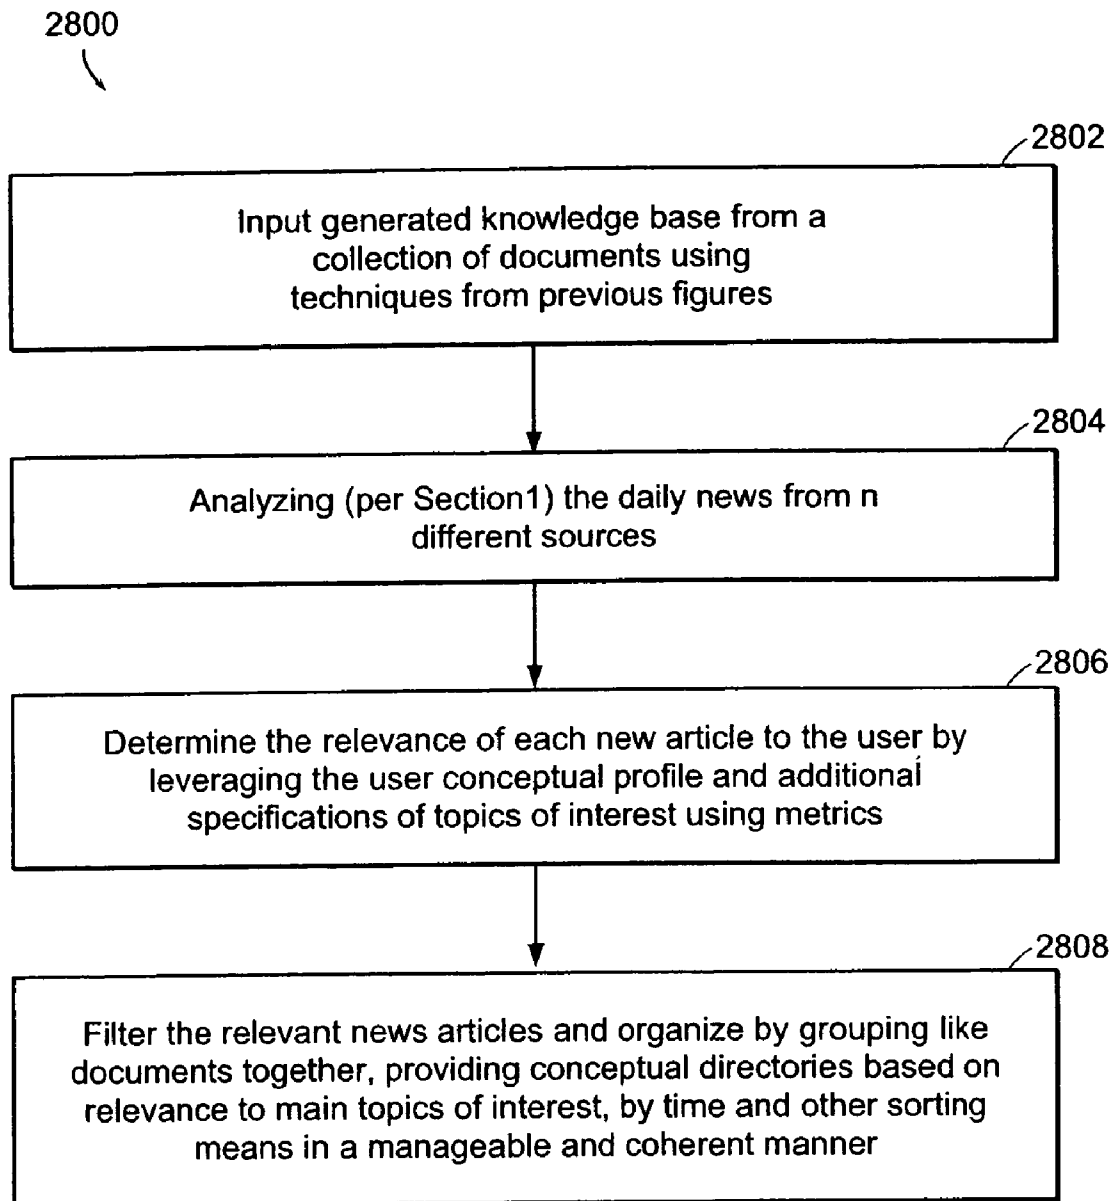 2800
2802
Input generated knowledge base from a
collection of documents using
techniques from previous figures
2804
Analyzing (per Section1) the daily news from n
different sources
2806
Determine the relevance of each new article to the user by
leveraging the user conceptual profile and additional
specifications of topics of interest using metrics
2808
Filter the relevant news articles and organize by grouping like
documents together, providing conceptual directories based on
relevance to main topics of interest, by time and other sorting
means in a manageable and coherent manner